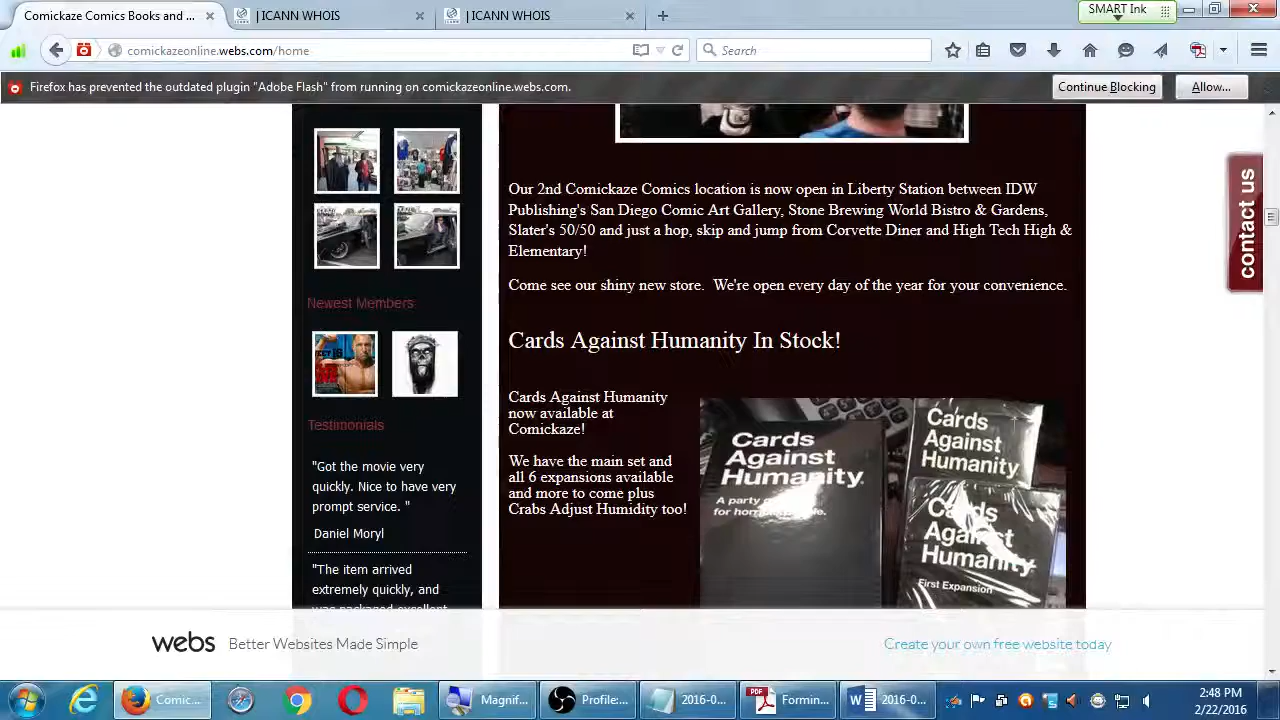 Comickaze Comics Books and ...
| ICANN WHOIS
| ICANN WHOIS
SMART Ink
comickazeonline.webs.com/home
Search
Firefox has prevented the outdated plugin "Adobe Flash" from running on comickazeonline.webs.com.
Continue Blocking
Allow...
contact us
Our 2nd Comickaze Comics location is now open in Liberty Station between IDW
Publishing's San Diego Comic Art Gallery, Stone Brewing World Bistro & Gardens,
Slater's 50/50 and just a hop, skip and jump from Corvette Diner and High Tech High &
Elementary!
Come see our shiny new store. We're open every day of the year for your convenience.
Newest Members
Cards Against Humanity In Stock!
Cards Against Humanity
now available at
Comickaze!
We have the main set and
all 6 expansions available
and more to come plus
Crabs Adjust Humidity too!
Cards
Against
Humanity.
A party
for
Cards
Against
Humanity
Cards
Against
Humanity
First Expansion
Testimonials
"Got the movie very
quickly. Nice to have very
prompt service. "
Daniel Moryl
"The item arrived
extremely quickly, and
was packaged excellent
webs Better Websites Made Simple
Create your own free website today
Comic...
Magnif...
Profile:...
2016-0...
PDF
Formin...
2016-0...
2:48 PM
2/22/2016